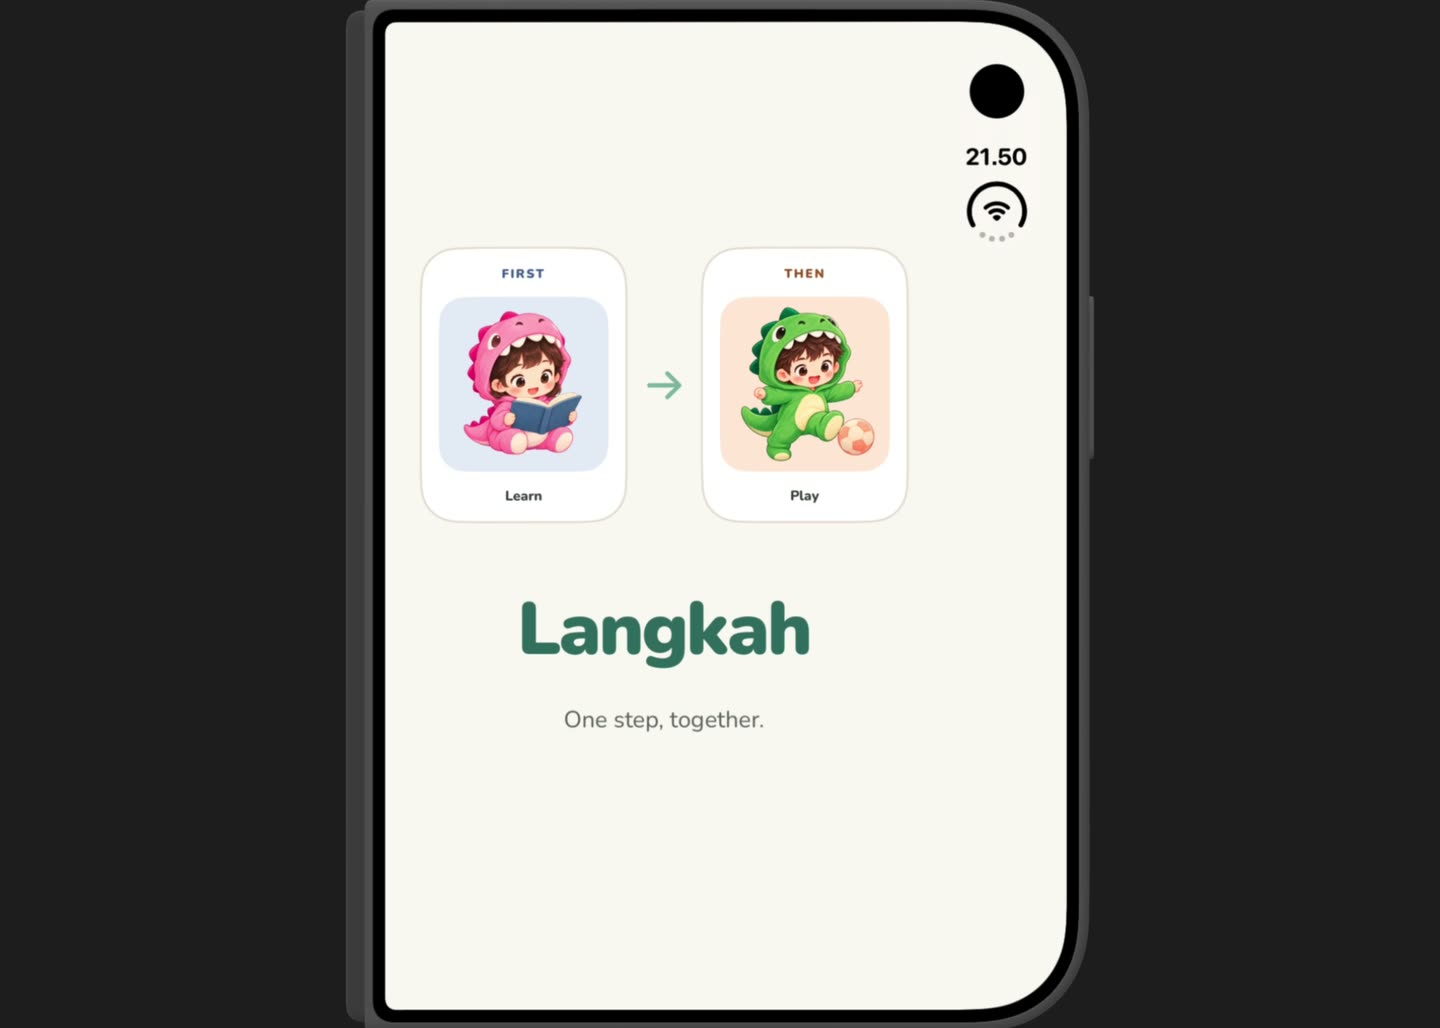 21.50
FIRST
THEN
Learn
Play
Langkah
One step, together.